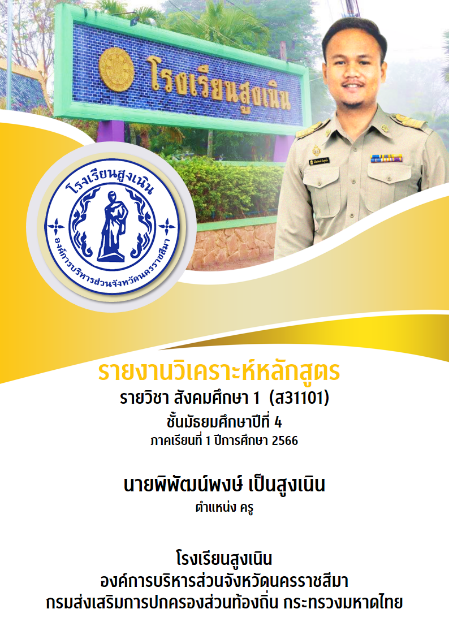 โรงเรียนสูงเนิน
โรงเรียนสูงเนิน
องค์การบริหารส่วนจังหวัดนครราชสีมา
รายงานวิเคราะห์หลักสูตร
รายวิชา สังคมศึกษา 1 (ส31101)
ชั้นมัธยมศึกษาปีที่ 4
ภาคเรียนที่ 1 ปีการศึกษา 2566
นายพิพัฒน์พงษ์ เป็นสูงเนิน
ตำแหน่ง ครู
โรงเรียนสูงเนิน
องค์การบริหารส่วนจังหวัดนครราชสีมา
กรมส่งเสริมการปกครองส่วนท้องถิ่น กระทรวงมหาดไทย